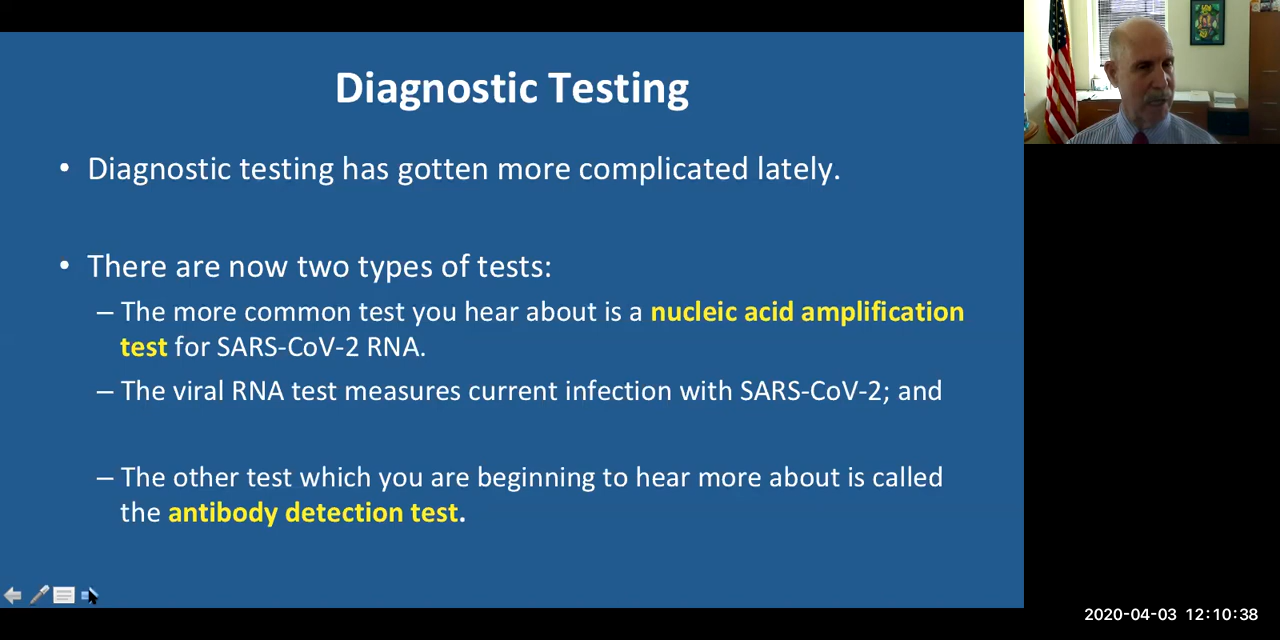 Diagnostic Testing
• Diagnostic testing has gotten more complicated lately.
• There are now two types of tests:
– The more common test you hear about is a nucleic acid amplification
test for SARS-CoV-2 RNA.
– The viral RNA test measures current infection with SARS-CoV-2; and
– The other test which you are beginning to hear more about is called
the antibody detection test.
2020-04-03 12:10:38